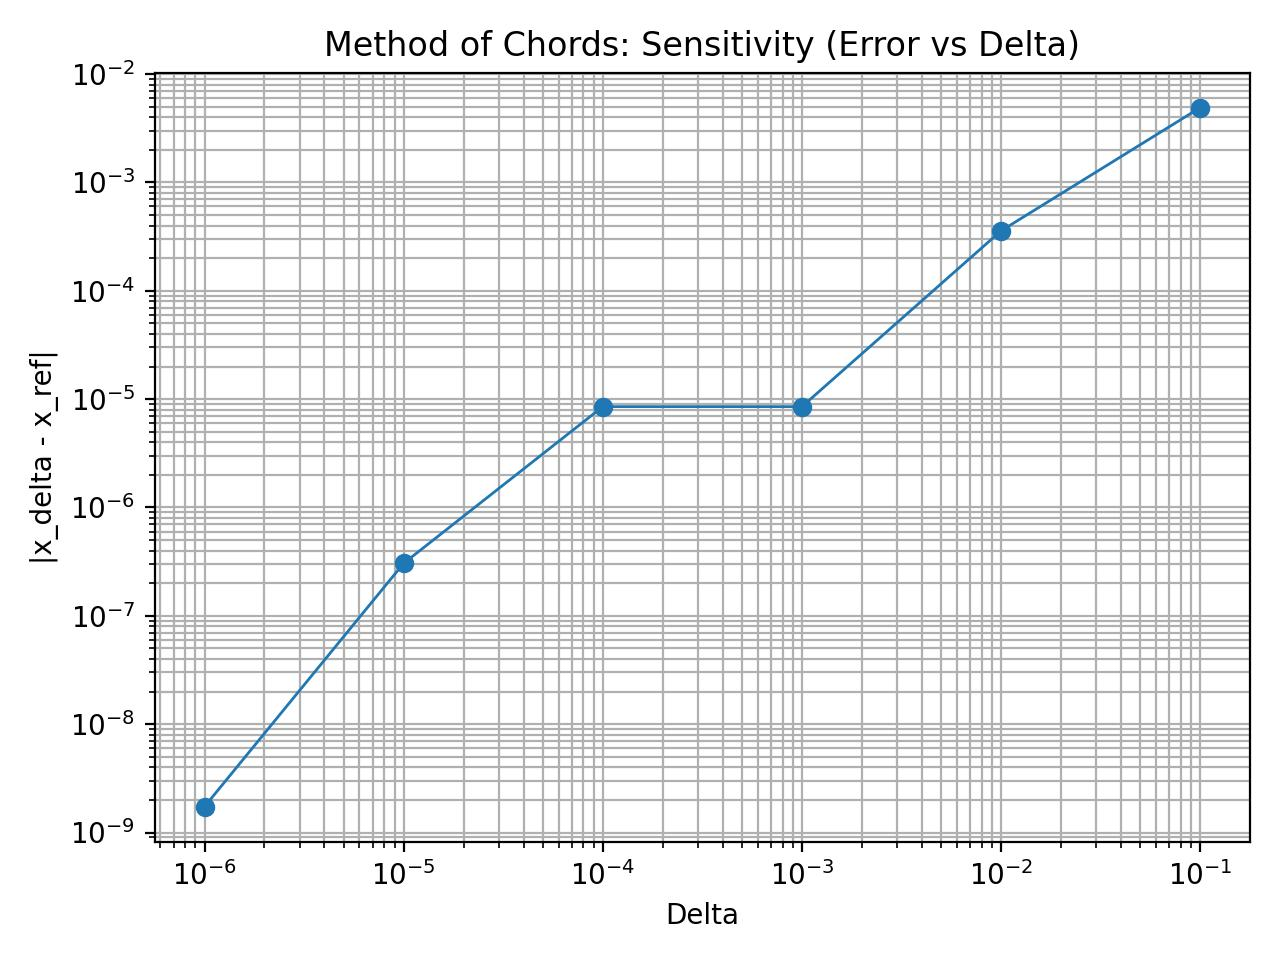 Method of Chords: Sensitivity (Error vs Delta)
|x_delta - x_ref|
10⁻²
10⁻³
10⁻⁴
10⁻⁵
10⁻⁶
10⁻⁷
10⁻⁸
10⁻⁹
10⁻⁶ 10⁻⁵ 10⁻⁴ 10⁻³ 10⁻² 10⁻¹
Delta